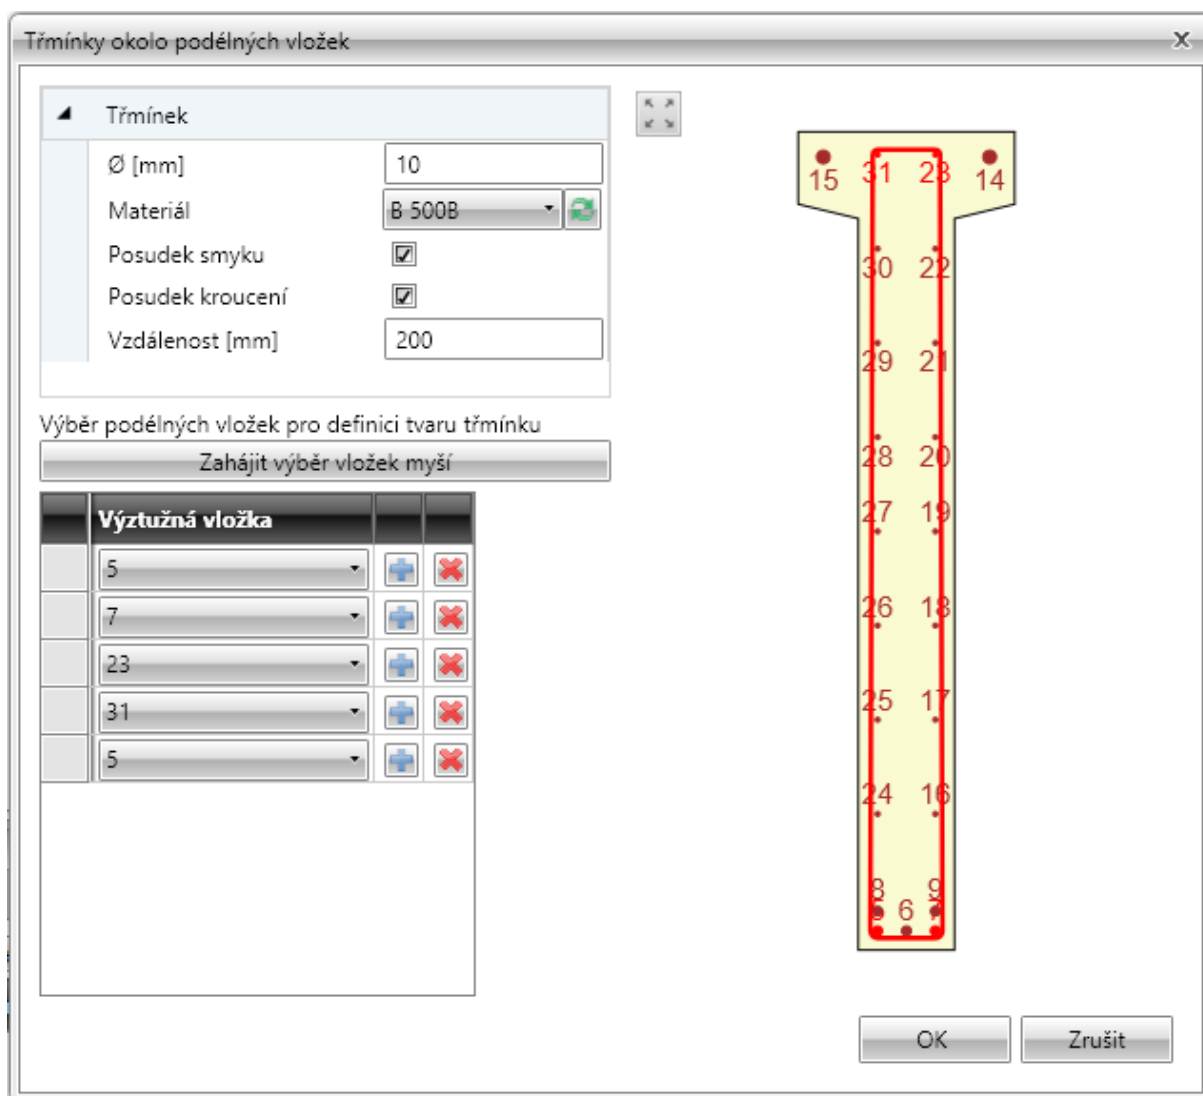 Třmínky okolo podélných vložek
Třmínek
Ø [mm] 10
Materiál B 500B
Posudek smyku
Posudek kroucení
Vzdálenost [mm] 200
Výběr podélných vložek pro definici tvaru třmínku
Zahájit výběr vložek myší
Výztužná vložka
5
7
23
31
5
15 31 23 14
30 22
29 21
28 20
27 19
26 18
25 17
24 16
8 9
6
OK Zrušit